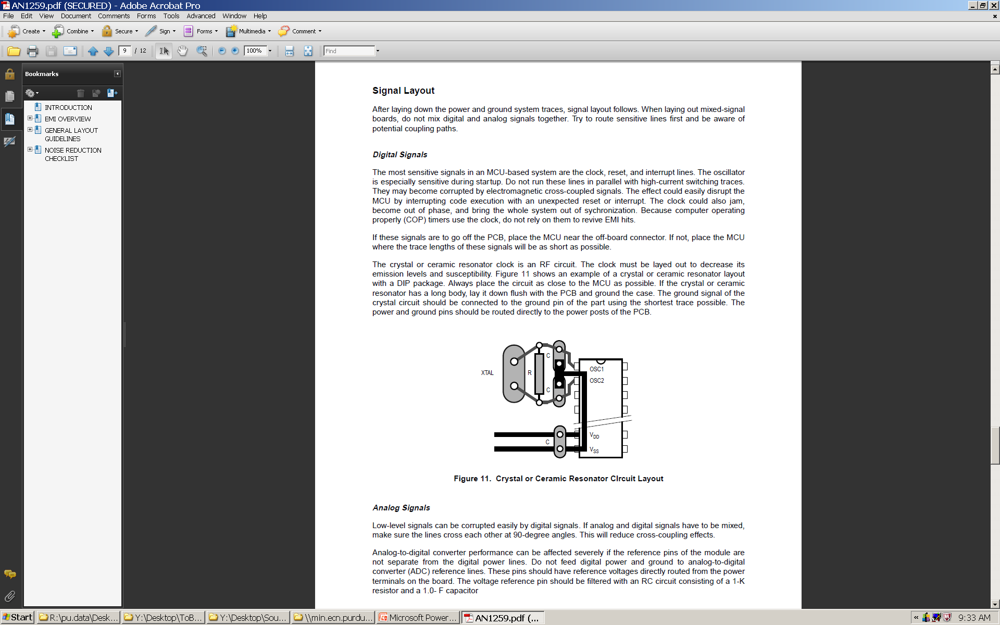 AN1259.pdf (SECURED) - Adobe Acrobat Pro
File Edit View Document Comments Forms Tools Advanced Window Help
Create Combine Secure Sign Forms Multimedia Comment
9 / 12 100% Find
Bookmarks
INTRODUCTION
EMI OVERVIEW
GENERAL LAYOUT
GUIDELINES
NOISE REDUCTION
CHECKLIST
Signal Layout
After laying down the power and ground system traces, signal layout follows. When laying out mixed-signal
boards, do not mix digital and analog signals together. Try to route sensitive lines first and be aware of
potential coupling paths.
Digital Signals
The most sensitive signals in an MCU-based system are the clock, reset, and interrupt lines. The oscillator
is especially sensitive during startup. Do not run these lines in parallel with high-current switching traces.
They may become corrupted by electromagnetic cross-coupled signals. The effect could easily disrupt the
MCU by interrupting code execution with an unexpected reset or interrupt. The clock could also jam,
become out of phase, and bring the whole system out of sychronization. Because computer operating
properly (COP) timers use the clock, do not rely on them to revive EMI hits.
If these signals are to go off the PCB, place the MCU near the off-board connector. If not, place the MCU
where the trace lengths of these signals will be as short as possible.
The crystal or ceramic resonator clock is an RF circuit. The clock must be layed out to decrease its
emission levels and susceptibility. Figure 11 shows an example of a crystal or ceramic resonator layout
with a DIP package. Always place the circuit as close to the MCU as possible. If the crystal or ceramic
resonator has a long body, lay it down flush with the PCB and ground the case. The ground signal of the
crystal circuit should be connected to the ground pin of the part using the shortest trace possible. The
power and ground pins should be routed directly to the power posts of the PCB.
C
OSC1
XTAL R
OSC2
C
VDD
C
VSS
Figure 11. Crystal or Ceramic Resonator CIrcuit Layout
Analog Signals
Low-level signals can be corrupted easily by digital signals. If analog and digital signals have to be mixed,
make sure the lines cross each other at 90-degree angles. This will reduce cross-coupling effects.
Analog-to-digital converter performance can be affected severely if the reference pins of the module are
not separate from the digital power lines. Do not feed digital power and ground to analog-to-digital
converter (ADC) reference lines. These pins should have reference voltages directly routed from the power
terminals on the board. The voltage reference pin should be filtered with an RC circuit consisting of a 1-K
resistor and a 1.0- F capacitor
Start R:\pu.data\Desk... Y:\Desktop\ToB... Y:\Desktop\Sou... \\min.ecn.purdu... Microsoft Power... AN1259.pdf (... 9:33 AM